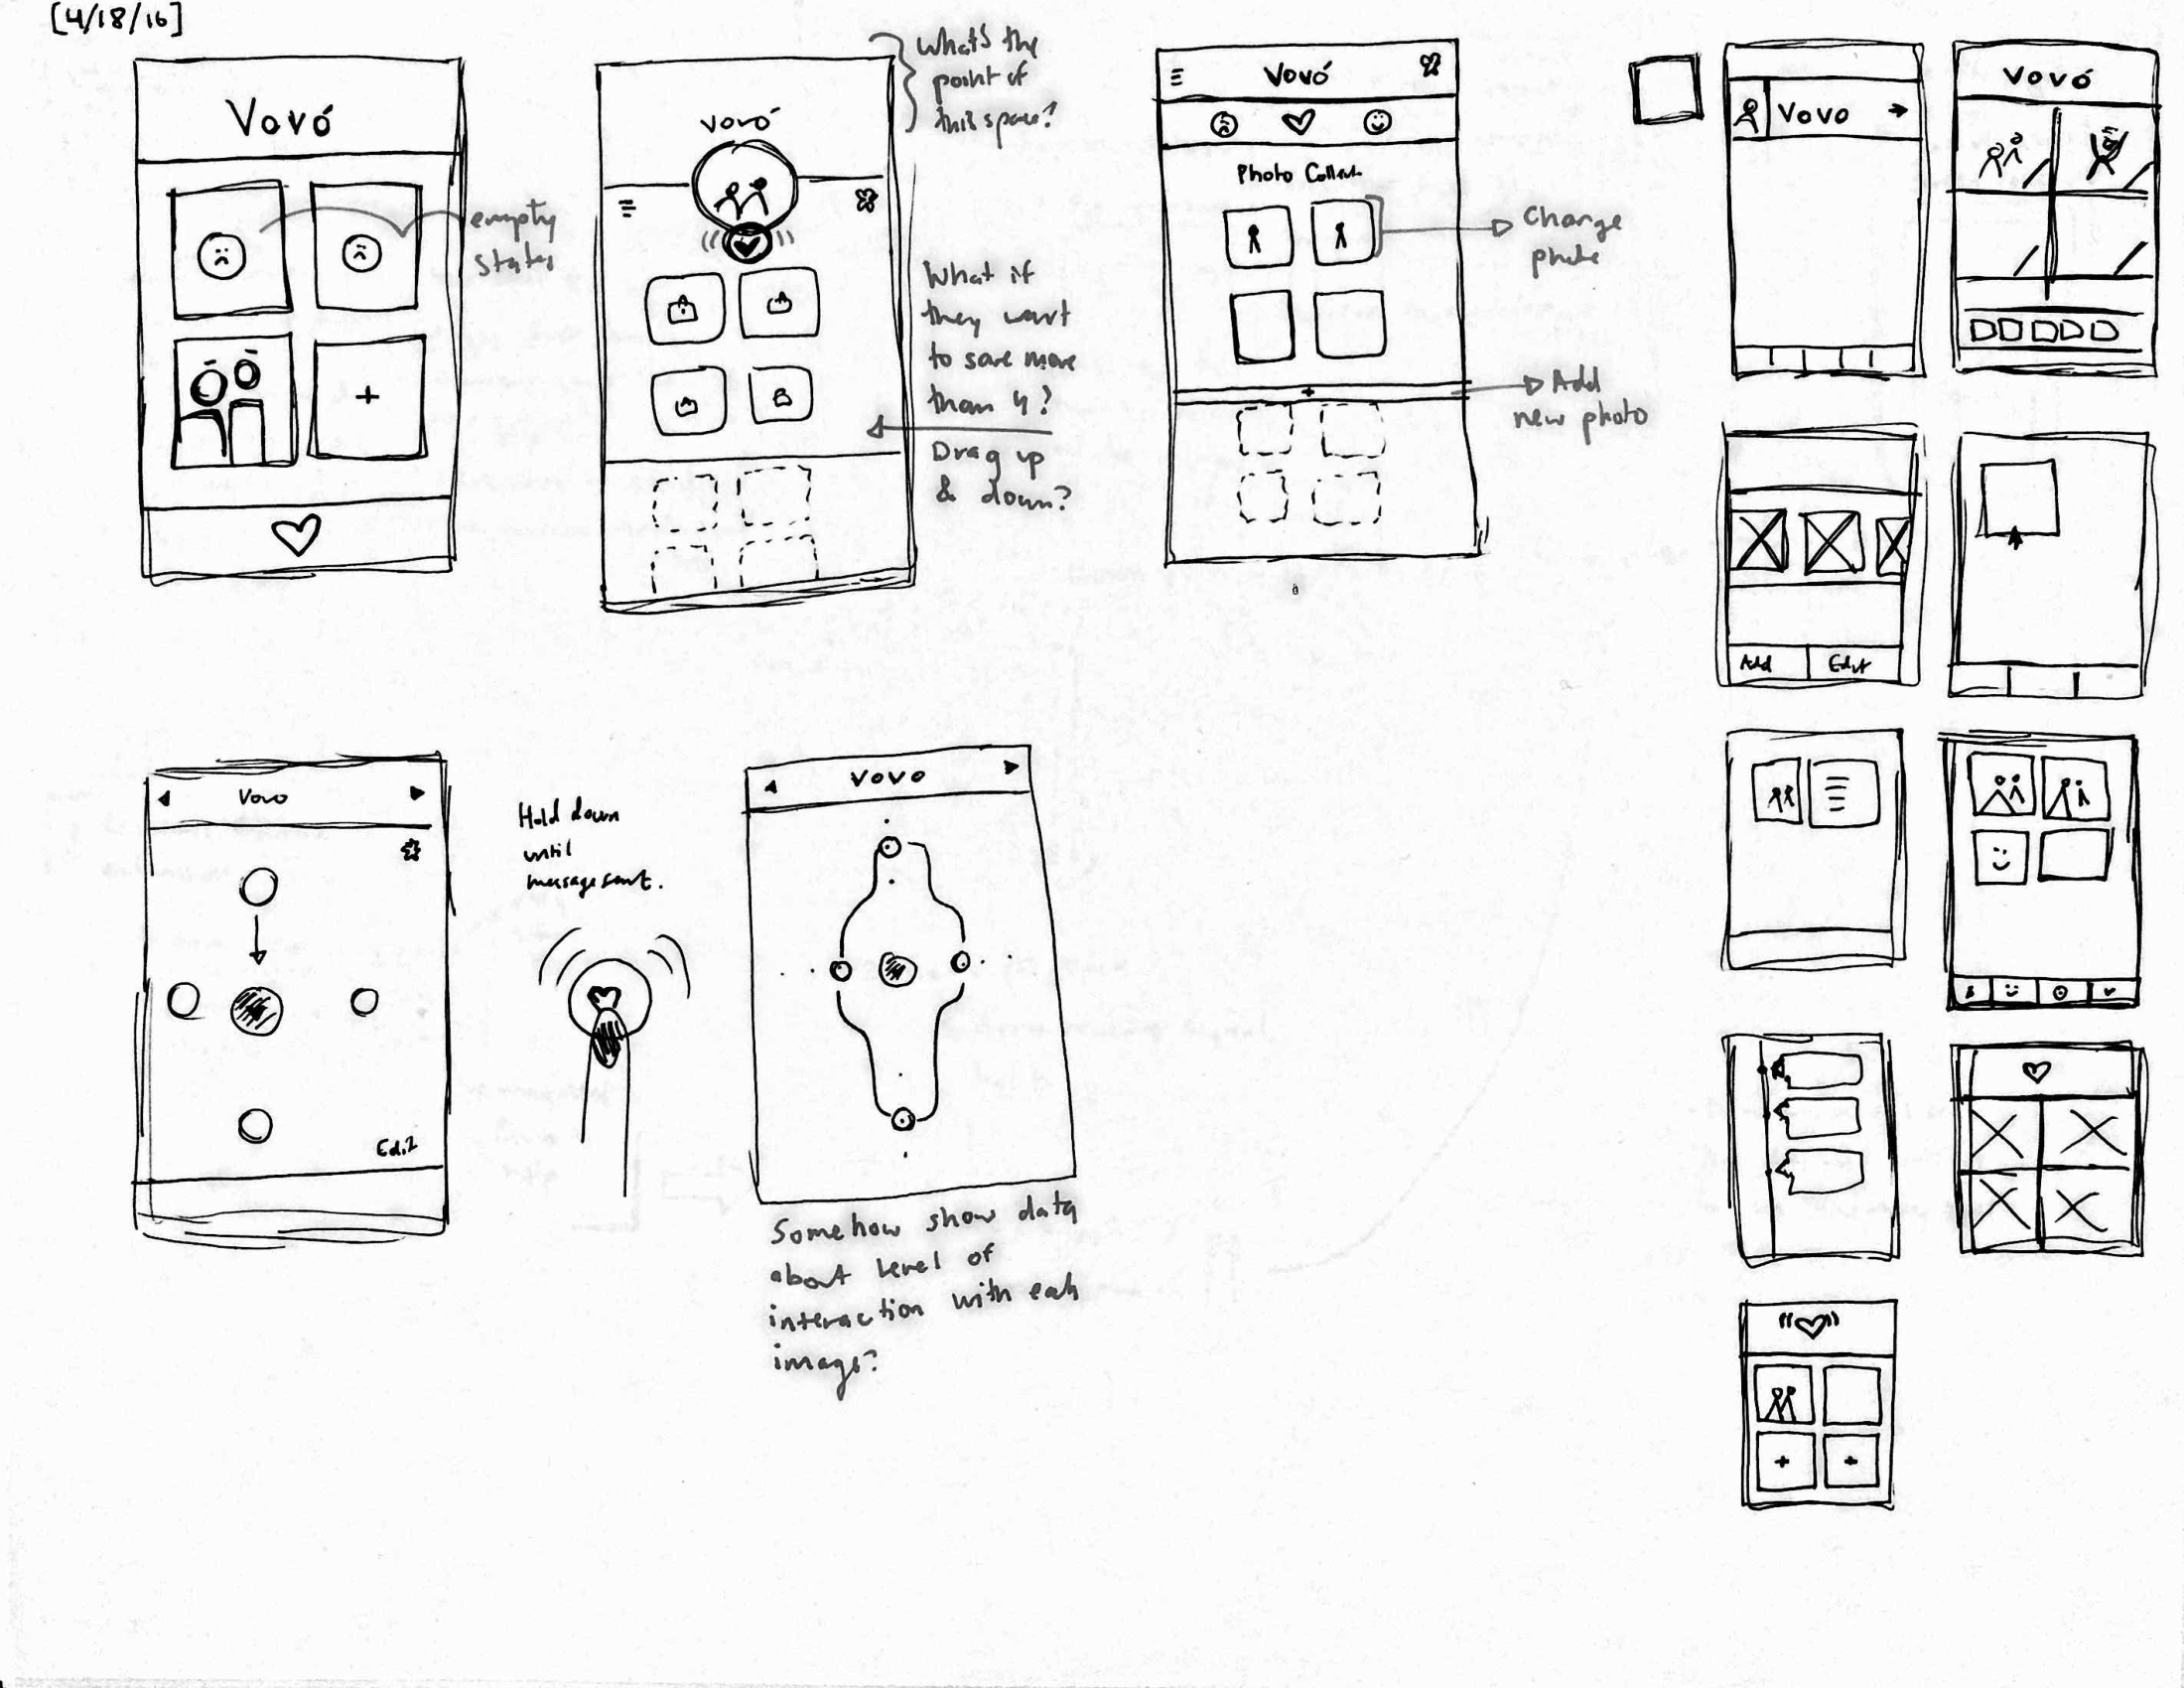 [4/18/16]
Vovó
empty
states
vovó
What's the
point of
this space?
What if
they want
to save more
than 4?
Drag up
& down?
Vovó
Photo Collect
Change
photo
Add
new photo
Vovo
Vovó
Add
Edit
Vovo
Edit
Hold down
until
message sent.
Vovo
Somehow show data
about level of
interaction with each
image?